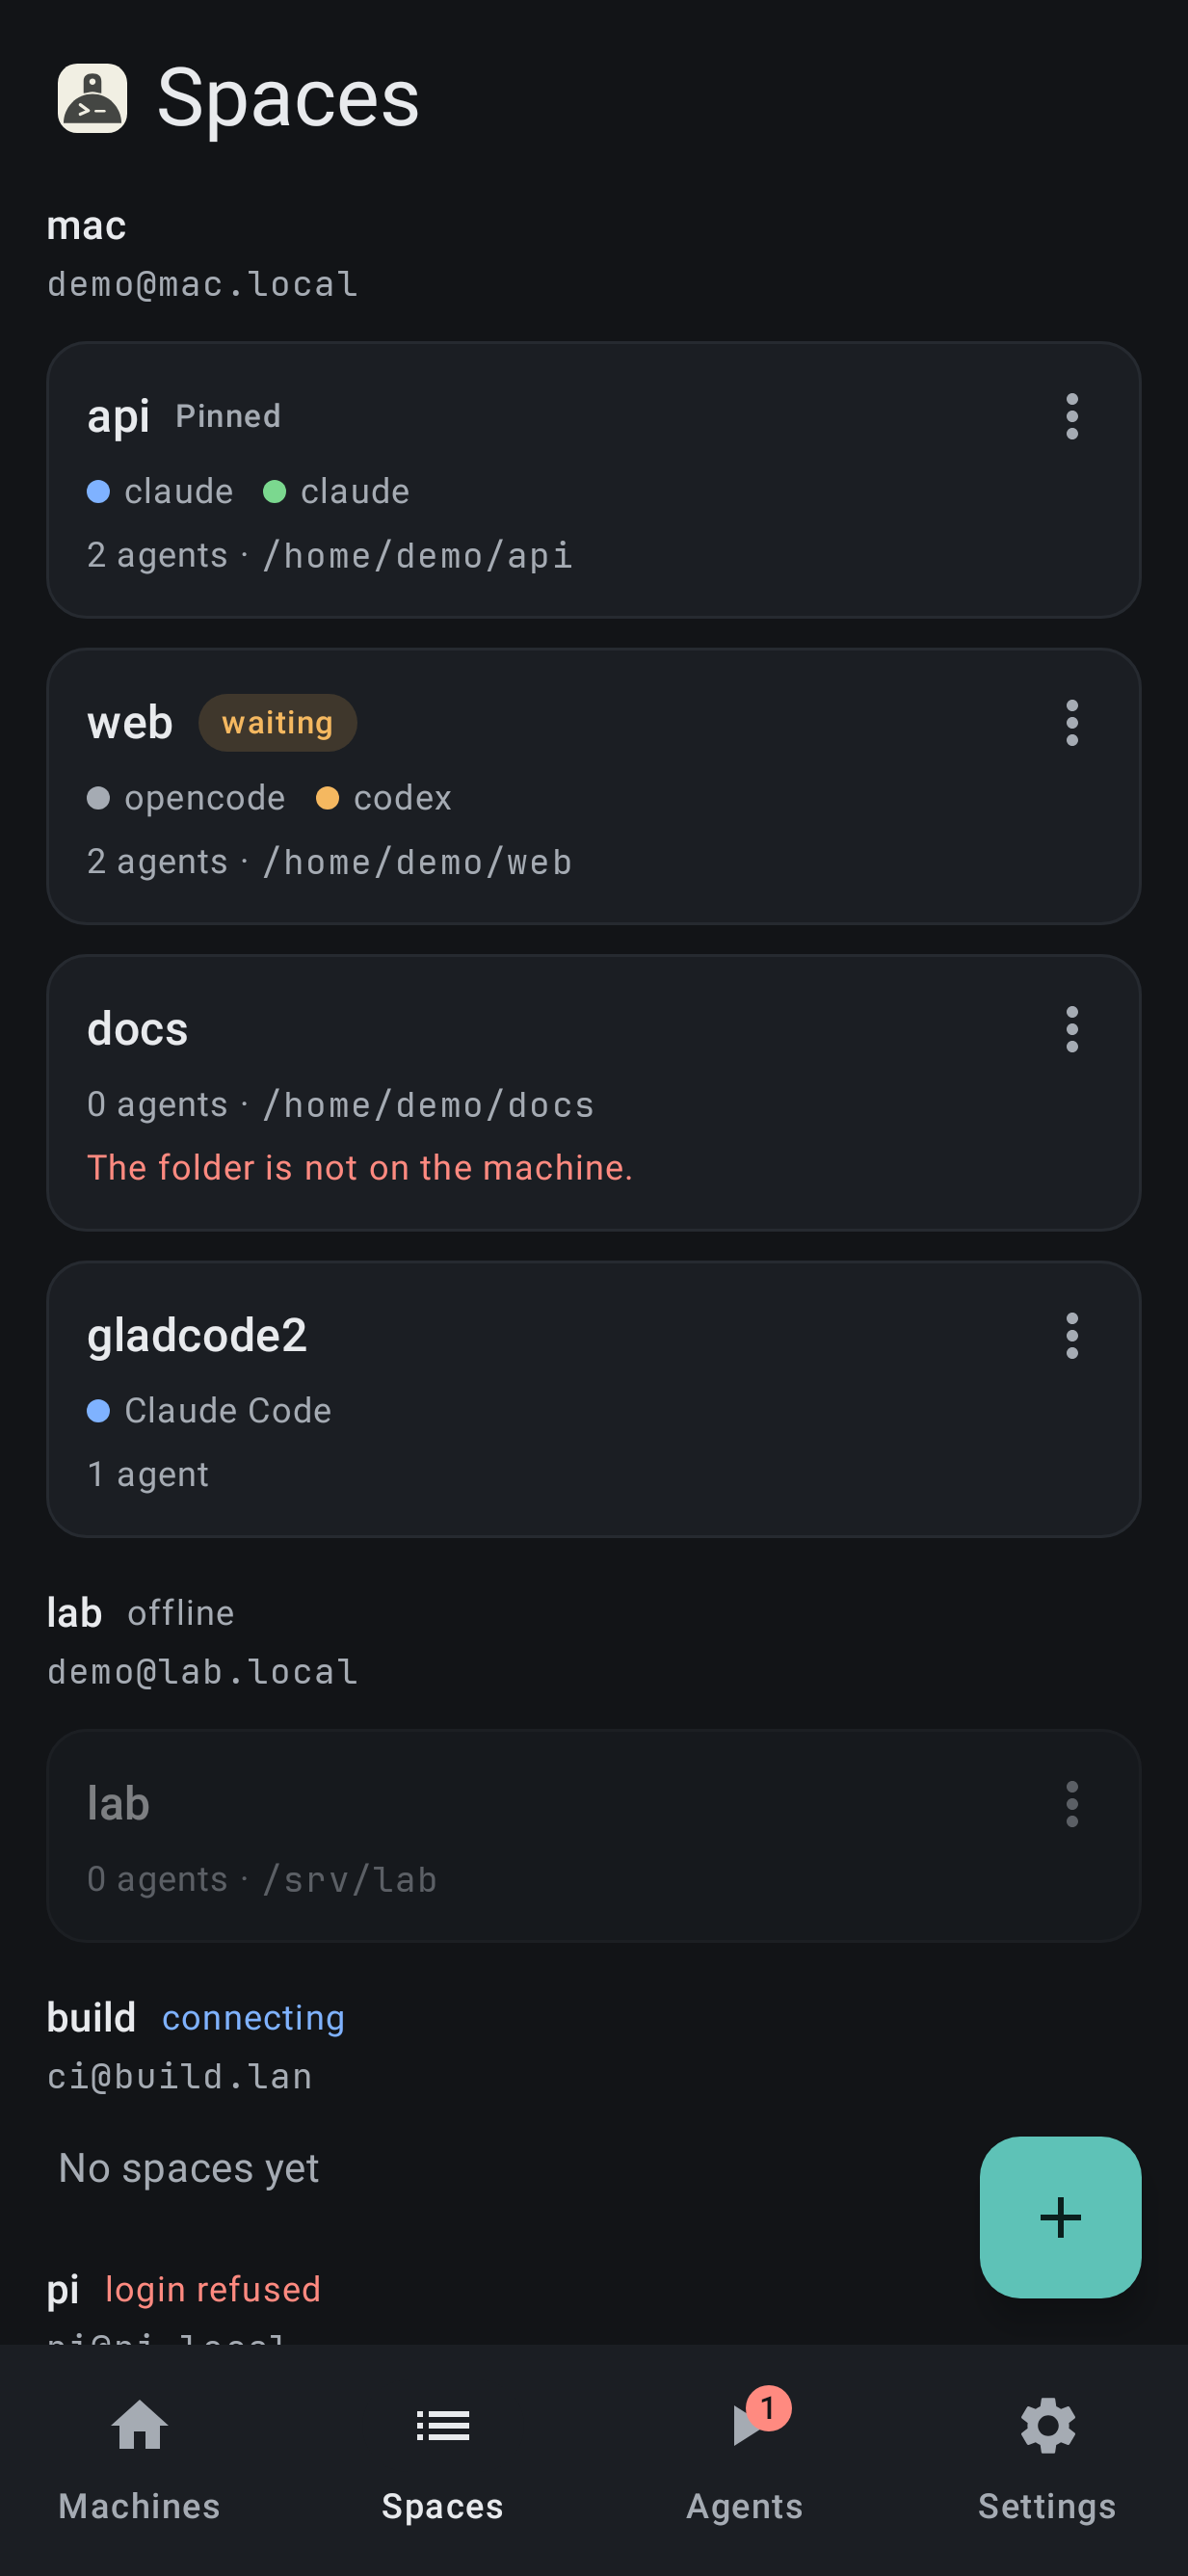 Spaces
mac
demo@mac.local
api Pinned
claude claude
2 agents · /home/demo/api
web waiting
opencode codex
2 agents · /home/demo/web
docs
0 agents · /home/demo/docs
The folder is not on the machine.
gladcode2
Claude Code
1 agent
lab offline
demo@lab.local
lab
0 agents · /srv/lab
build connecting
ci@build.lan
No spaces yet
pi login refused
1
Machines Spaces Agents Settings